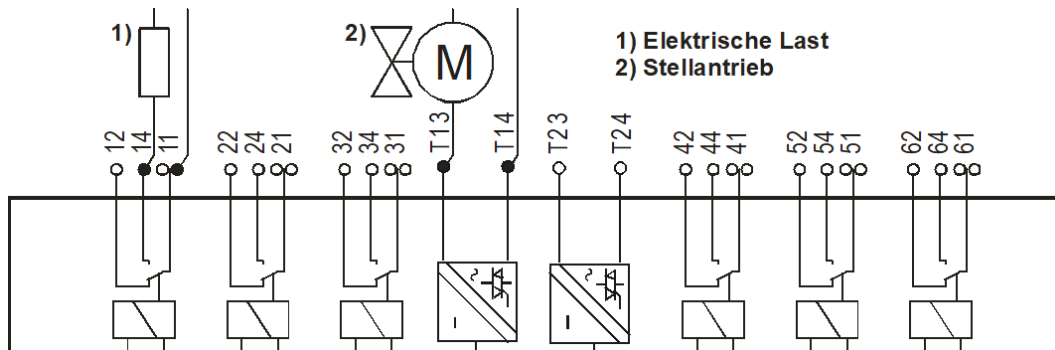 1)
2)
M
1) Elektrische Last
2) Stellantrieb
12 14 11 22 24 21 32 34 31 T13 T14 T23 T24 42 44 41 52 54 51 62 64 61